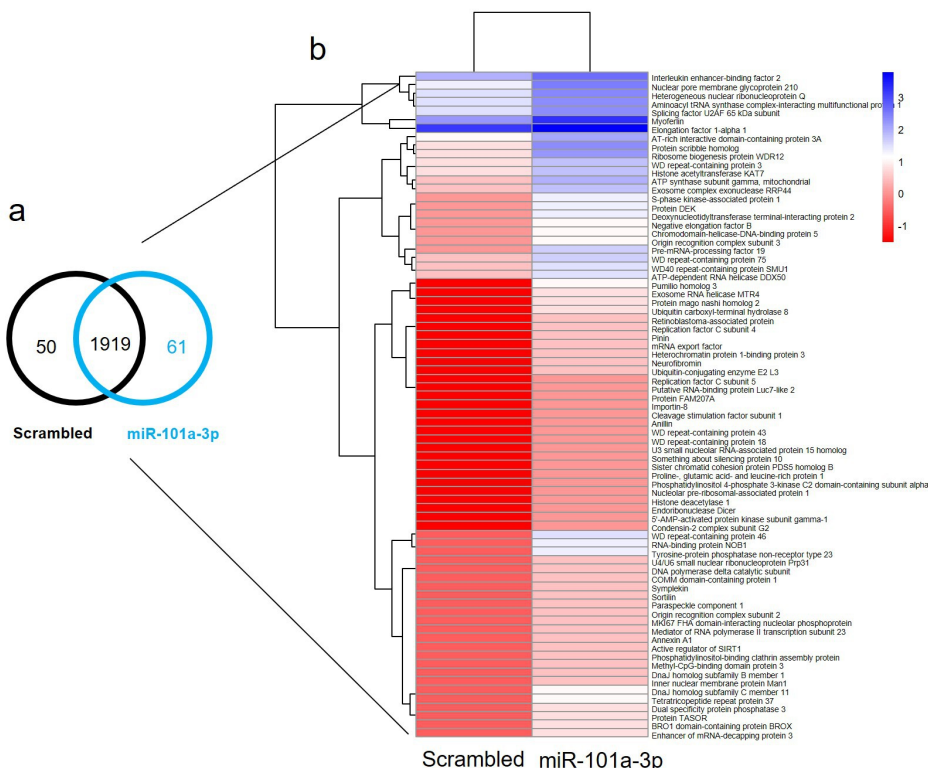 b
a
50
1919
61
Scrambled
miR-101a-3p
Interleukin enhancer-binding factor 2
Nuclear pore membrane glycoprotein 210
Heterogeneous nuclear ribonucleoprotein Q
Aminoacyl tRNA synthase complex-interacting multifunctional protein 1
Splicing factor U2AF 65 kDa subunit
Myoferlin
Elongation factor 1-alpha 1
AT-rich interactive domain-containing protein 3A
Protein scribble homolog
Ribosome biogenesis protein WDR12
WD repeat-containing protein 3
Histone acetyltransferase KAT7
ATP synthase subunit gamma, mitochondrial
Exosome complex exonuclease RRP44
S-phase kinase-associated protein 1
Protein DEK
Deoxynucleotidyltransferase terminal-interacting protein 2
Negative elongation factor B
Chromodomain-helicase-DNA-binding protein 5
Origin recognition complex subunit 3
Pre-mRNA-processing factor 19
WD repeat-containing protein 75
WD40 repeat-containing protein SMU1
ATP-dependent RNA helicase DDX50
Pumilio homolog 3
Exosome RNA helicase MTR4
Protein mago nashi homolog 2
Ubiquitin carboxyl-terminal hydrolase 8
Retinoblastoma-associated protein
Replication factor C subunit 4
Pinin
mRNA export factor
Heterochromatin protein 1-binding protein 3
Neurofibromin
Ubiquitin-conjugating enzyme E2 L3
Replication factor C subunit 5
Putative RNA-binding protein Luc7-like 2
Protein FAM207A
Importin-8
Cleavage stimulation factor subunit 1
Anillin
WD repeat-containing protein 43
WD repeat-containing protein 18
U3 small nucleolar RNA-associated protein 15 homolog
Something about silencing protein 10
Sister chromatid cohesion protein PDS5 homolog B
Proline-, glutamic acid- and leucine-rich protein 1
Phosphatidylinositol 4-phosphate 3-kinase C2 domain-containing subunit alpha
Nucleolar pre-ribosomal-associated protein 1
Histone deacetylase 1
Endoribonuclease Dicer
5'-AMP-activated protein kinase subunit gamma-1
Condensin-2 complex subunit G2
WD repeat-containing protein 46
RNA-binding protein NOB1
Tyrosine-protein phosphatase non-receptor type 23
U4/U6 small nuclear ribonucleoprotein Prp31
DNA polymerase delta catalytic subunit
COMM domain-containing protein 1
Symplekin
Sortilin
Paraspeckle component 1
Origin recognition complex subunit 2
MKI67 FHA domain-interacting nucleolar phosphoprotein
Mediator of RNA polymerase II transcription subunit 23
Annexin A1
Active regulator of SIRT1
Phosphatidylinositol-binding clathrin assembly protein
Methyl-CpG-binding domain protein 3
DnaJ homolog subfamily B member 1
Inner nuclear membrane protein Man1
DnaJ homolog subfamily C member 11
Tetratricopeptide repeat protein 37
Dual specificity protein phosphatase 3
Protein TASOR
BRO1 domain-containing protein BROX
Enhancer of mRNA-decapping protein 3
3
2
1
0
-1
Scrambled miR-101a-3p